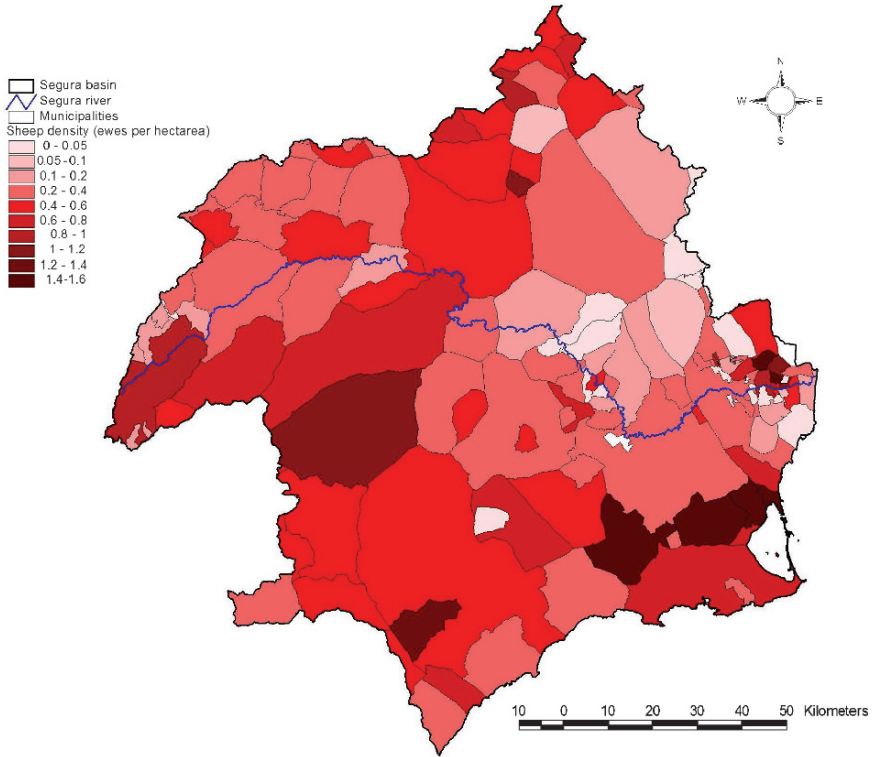 Segura basin
Segura river
Municipalities
Sheep density (ewes per hectarea)
0 - 0.05
0.05-0.1
0.1 - 0.2
0.2 - 0.4
0.4 - 0.6
0.6 - 0.8
0.8 - 1
1 - 1.2
1.2 - 1.4
1.4-1.6
N
W E
S
10 0 10 20 30 40 50 Kilometers